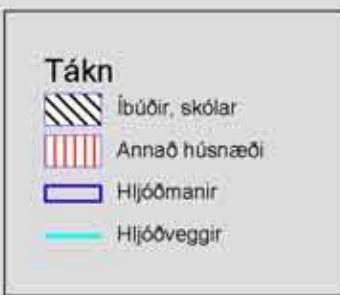 Tákn
Íbúðir, skólar
Annað húsnæði
Hljóðmanir
Hljóðveggir